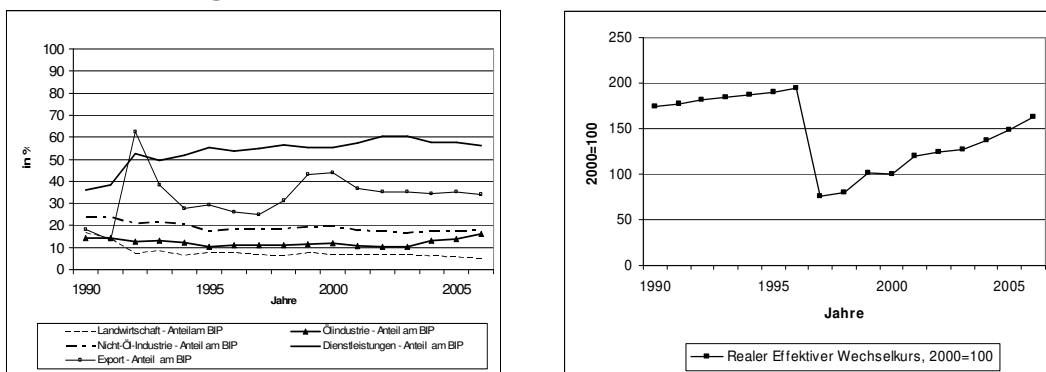 100
90
80
70
60
50
40
30
20
10
0
in %
1990 1995 2000 2005
Jahre
Landwirtschaft - Anteil am BIP
Ölindustrie - Anteil am BIP
Nicht-Öl-Industrie - Anteil am BIP
Dienstleistungen - Anteil am BIP
Export - Anteil am BIP
250
200
150
100
50
0
2000=100
1990 1995 2000 2005
Jahre
Realer Effektiver Wechselkurs, 2000=100